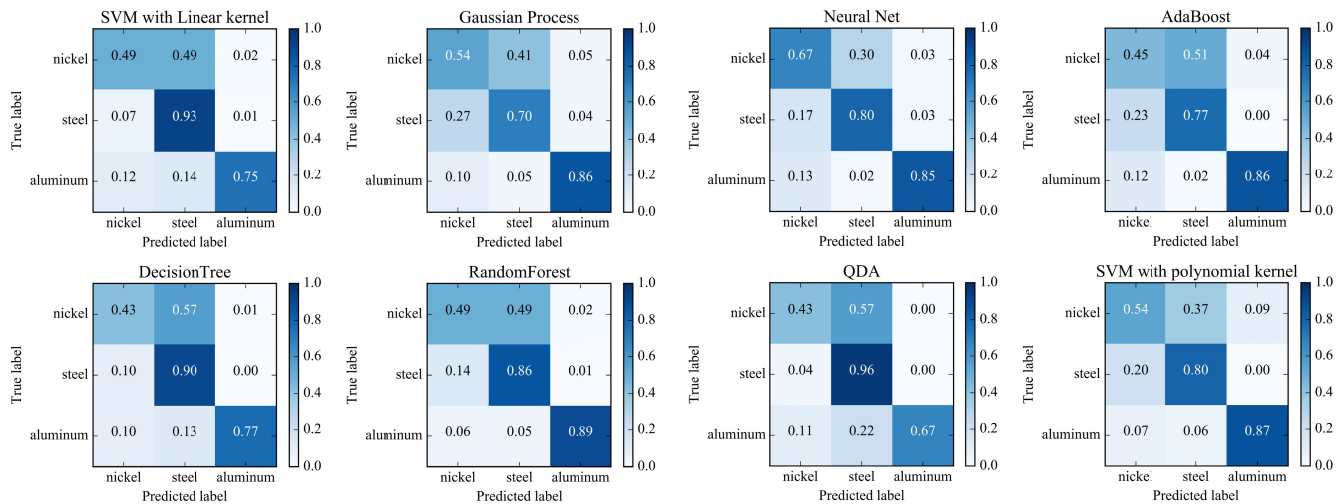 SVM with Linear kernel
nickel 0.49 0.49 0.02
steel 0.07 0.93 0.01
aluminum 0.12 0.14 0.75
nickel steel aluminum
Predicted label
True label
1.0
0.8
0.6
0.4
0.2
0.0
Gaussian Process
nickel 0.54 0.41 0.05
steel 0.27 0.70 0.04
aluminum 0.10 0.05 0.86
nickel steel aluminum
Predicted label
True label
1.0
0.8
0.6
0.4
0.2
0.0
Neural Net
nickel 0.67 0.30 0.03
steel 0.17 0.80 0.03
aluminum 0.13 0.02 0.85
nickel steel aluminum
Predicted label
True label
1.0
0.8
0.6
0.4
0.2
0.0
AdaBoost
nickel 0.45 0.51 0.04
steel 0.23 0.77 0.00
aluminum 0.12 0.02 0.86
nickel steel aluminum
Predicted label
True label
1.0
0.8
0.6
0.4
0.2
0.0
DecisionTree
nickel 0.43 0.57 0.01
steel 0.10 0.90 0.00
aluminum 0.10 0.13 0.77
nickel steel aluminum
Predicted label
True label
1.0
0.8
0.6
0.4
0.2
0.0
RandomForest
nickel 0.49 0.49 0.02
steel 0.14 0.86 0.01
aluminum 0.06 0.05 0.89
nickel steel aluminum
Predicted label
True label
1.0
0.8
0.6
0.4
0.2
0.0
QDA
nickel 0.43 0.57 0.00
steel 0.04 0.96 0.00
aluminum 0.11 0.22 0.67
nickel steel aluminum
Predicted label
True label
1.0
0.8
0.6
0.4
0.2
0.0
SVM with polynomial kernel
nickel 0.54 0.37 0.09
steel 0.20 0.80 0.00
aluminum 0.07 0.06 0.87
nickel steel aluminum
Predicted label
True label
1.0
0.8
0.6
0.4
0.2
0.0